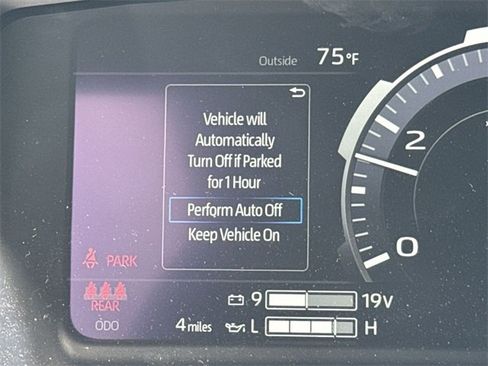 Outside 75°F
Vehicle will
Automatically
Turn Off if Parked
for 1 Hour
2
Perform Auto Off
Keep Vehicle On
0
PARK
REAR
9 19V
ODO
4 miles L H